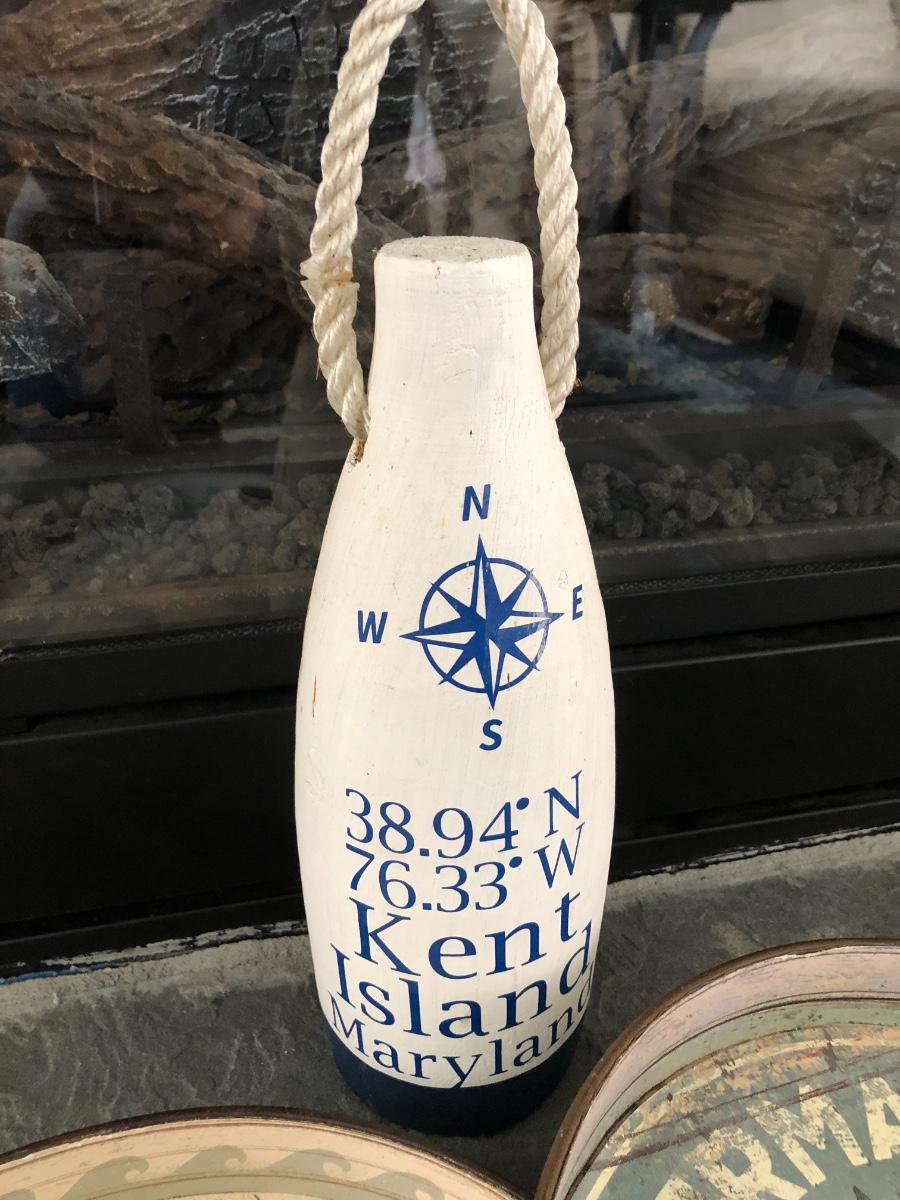 N
W E
S
38.94° N
76.33° W
Kent
Island
Maryland